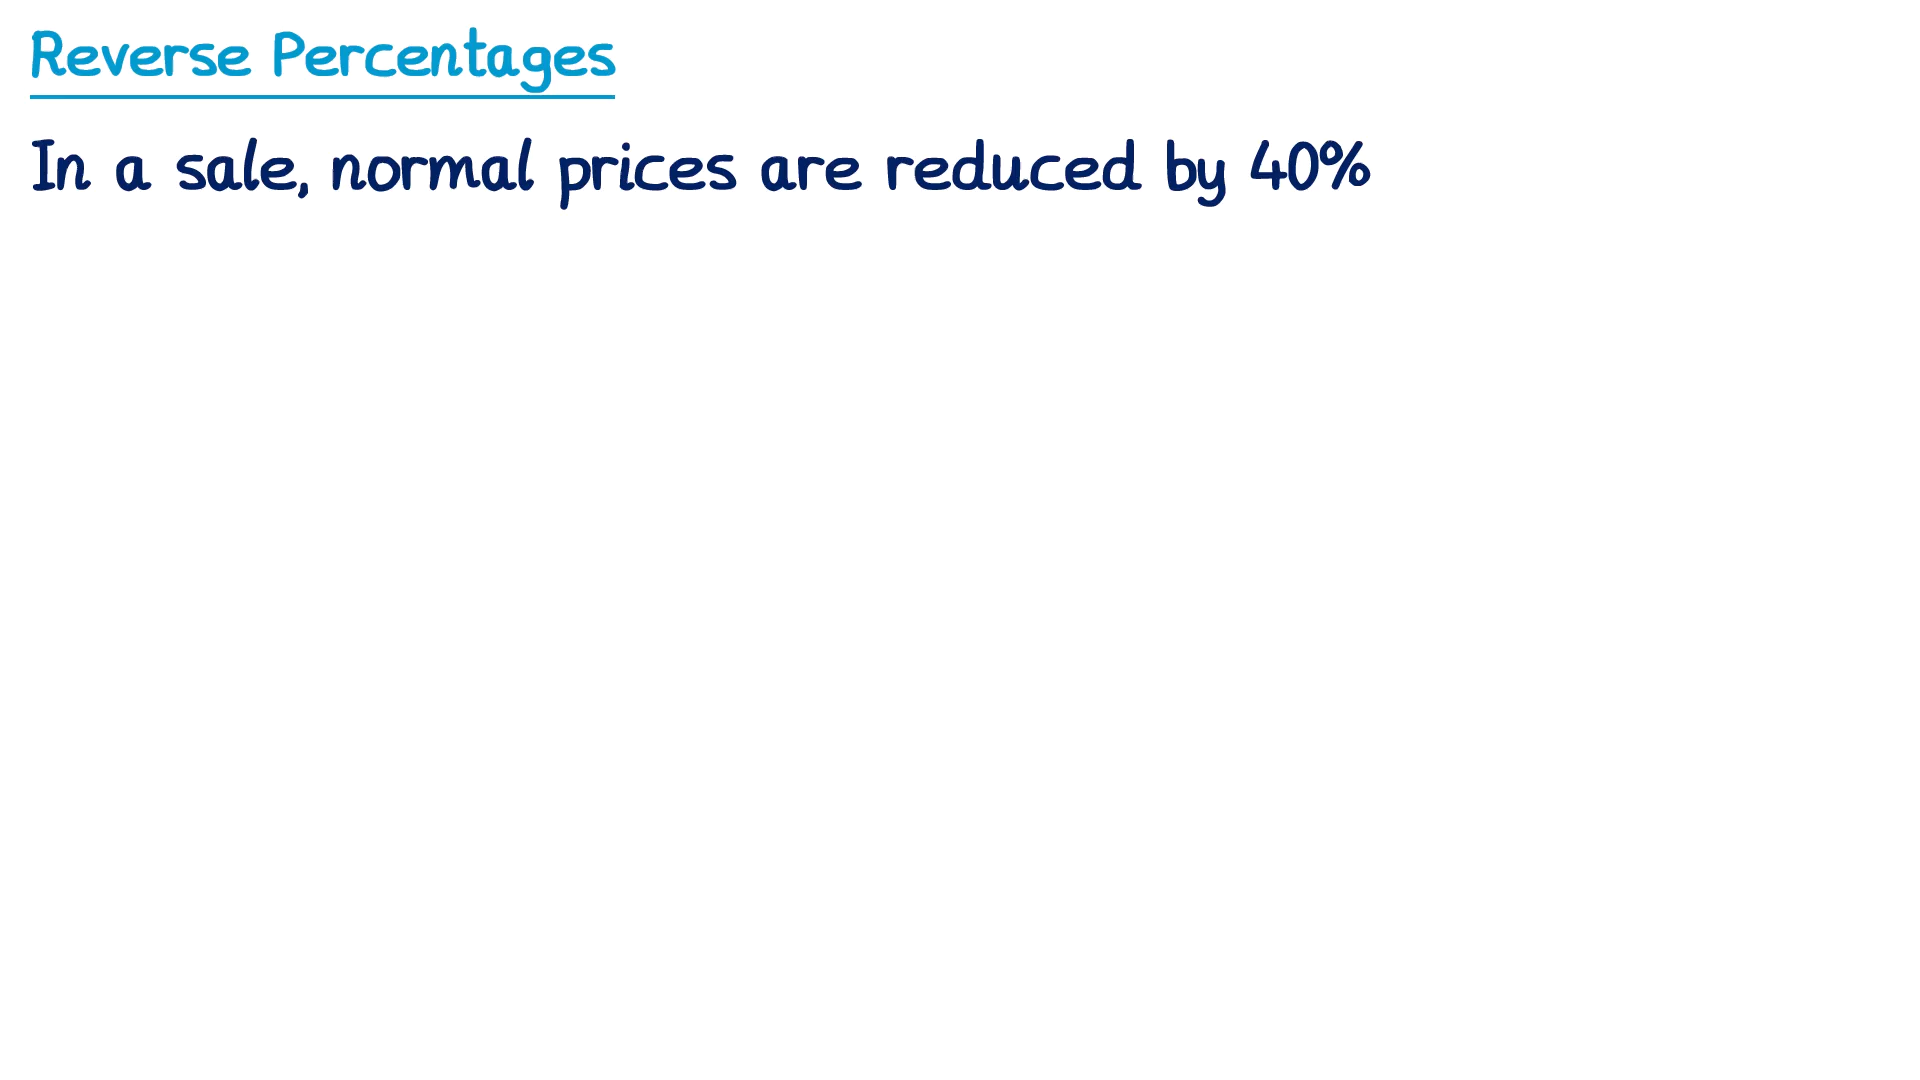 Reverse Percentages
In a sale, normal prices are reduced by 40%